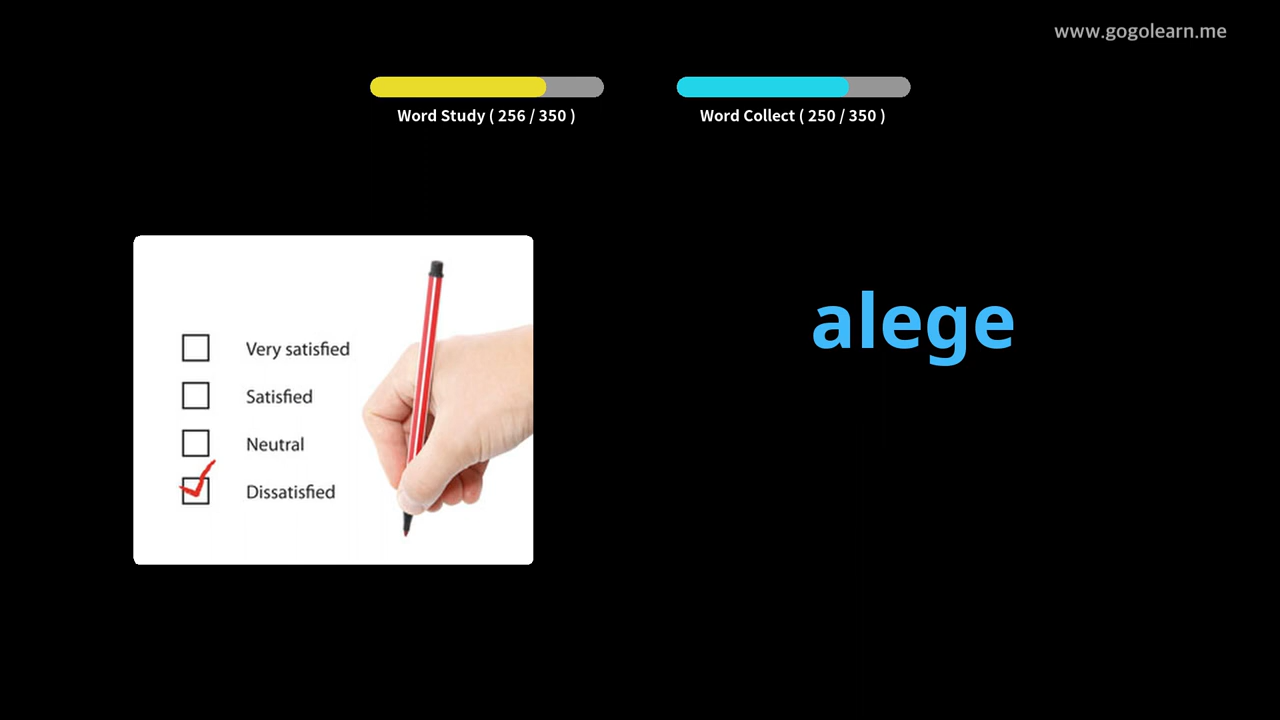 www.gogolearn.me
Word Study ( 256 / 350 )
Word Collect ( 250 / 350 )
alege
Very satisfied
Satisfied
Neutral
Dissatisfied